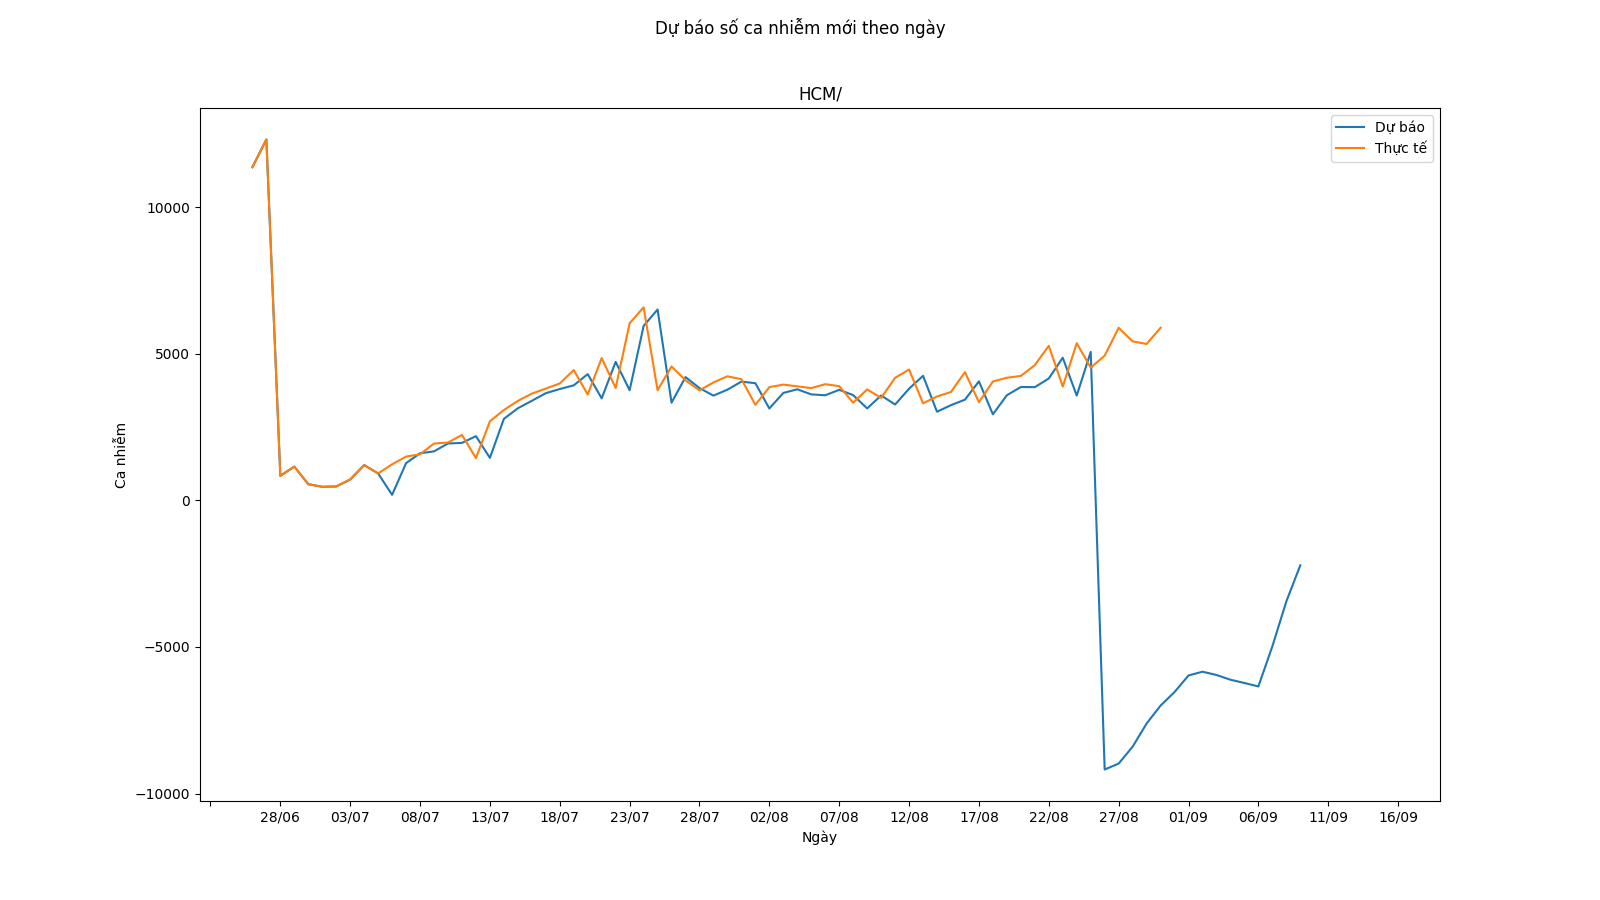 Dự báo số ca nhiễm mới theo ngày
HCM/
Dự báo
Thực tế
10000
5000
0
−5000
−10000
Ca nhiễm
28/06 03/07 08/07 13/07 18/07 23/07 28/07 02/08 07/08 12/08 17/08 22/08 27/08 01/09 06/09 11/09 16/09
Ngày